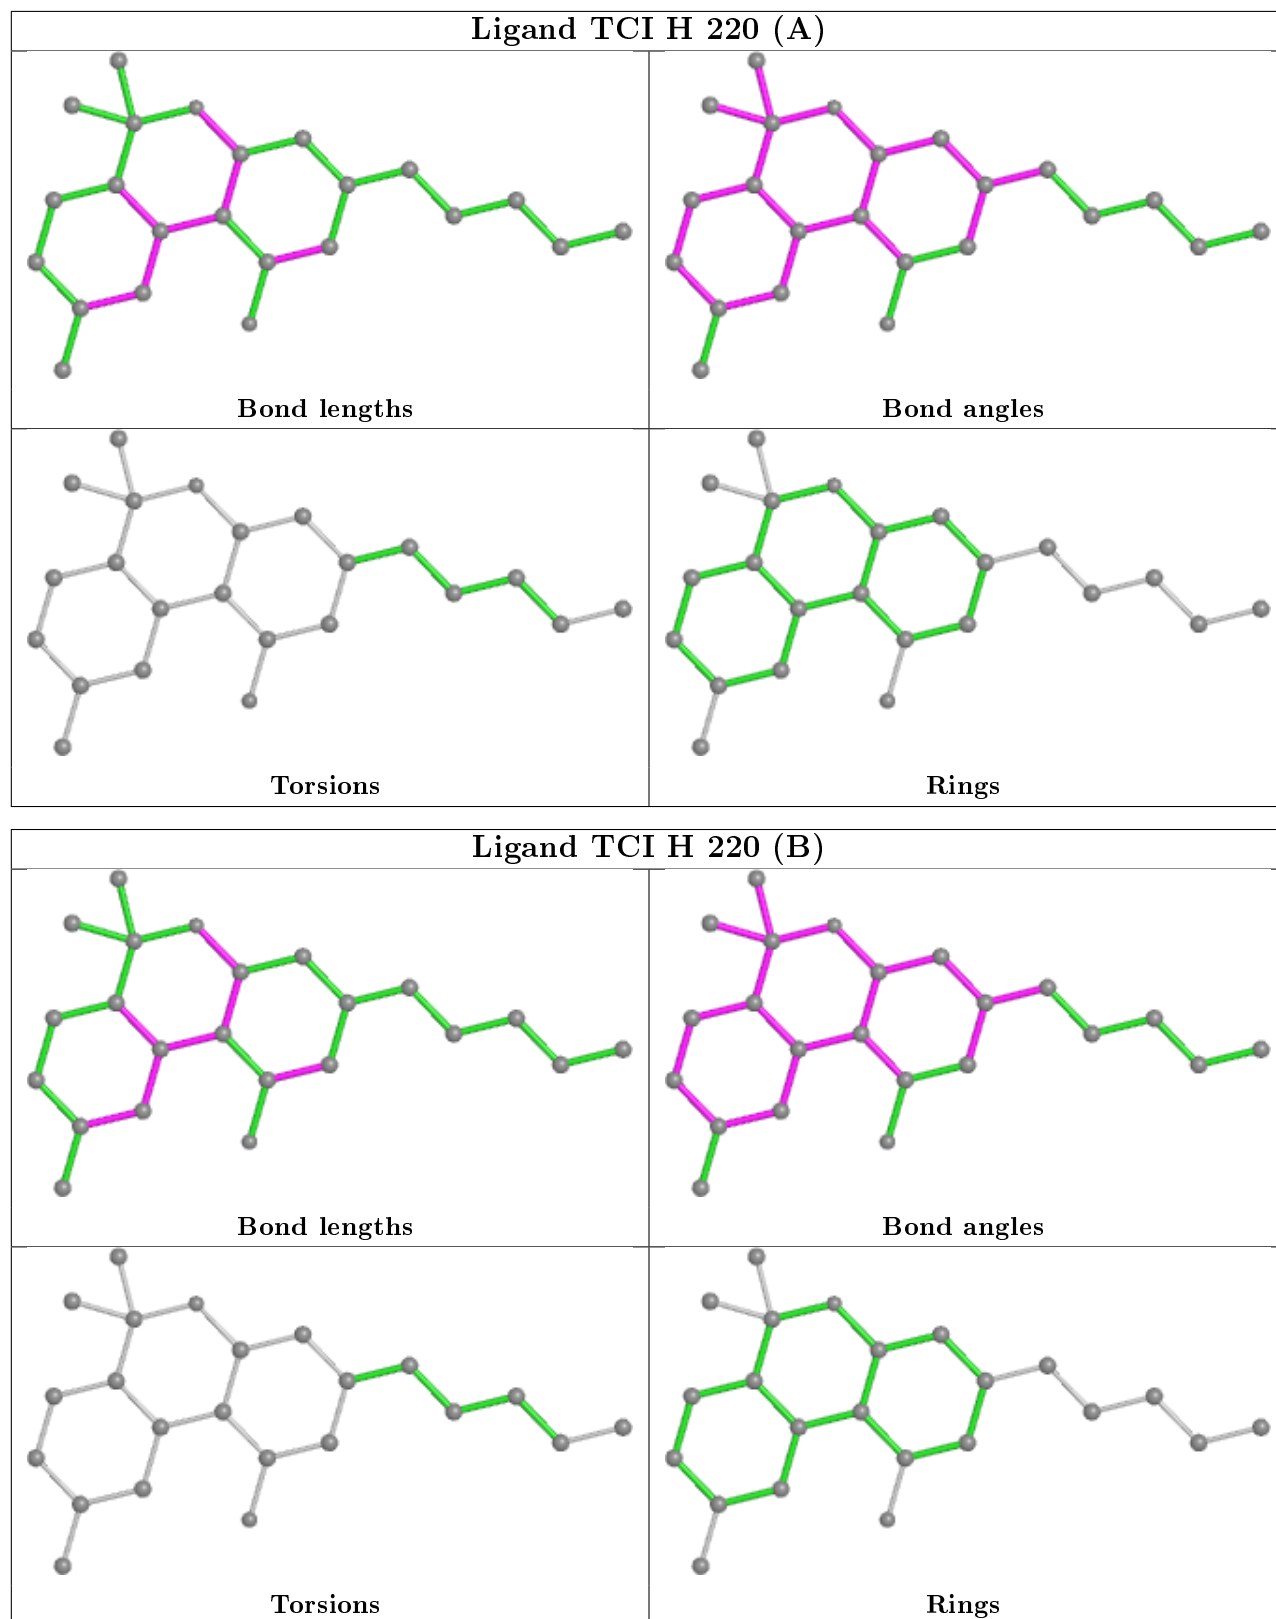 Ligand TCI H 220 (A)
Bond lengths
Bond angles
Torsions
Rings
Ligand TCI H 220 (B)
Bond lengths
Bond angles
Torsions
Rings